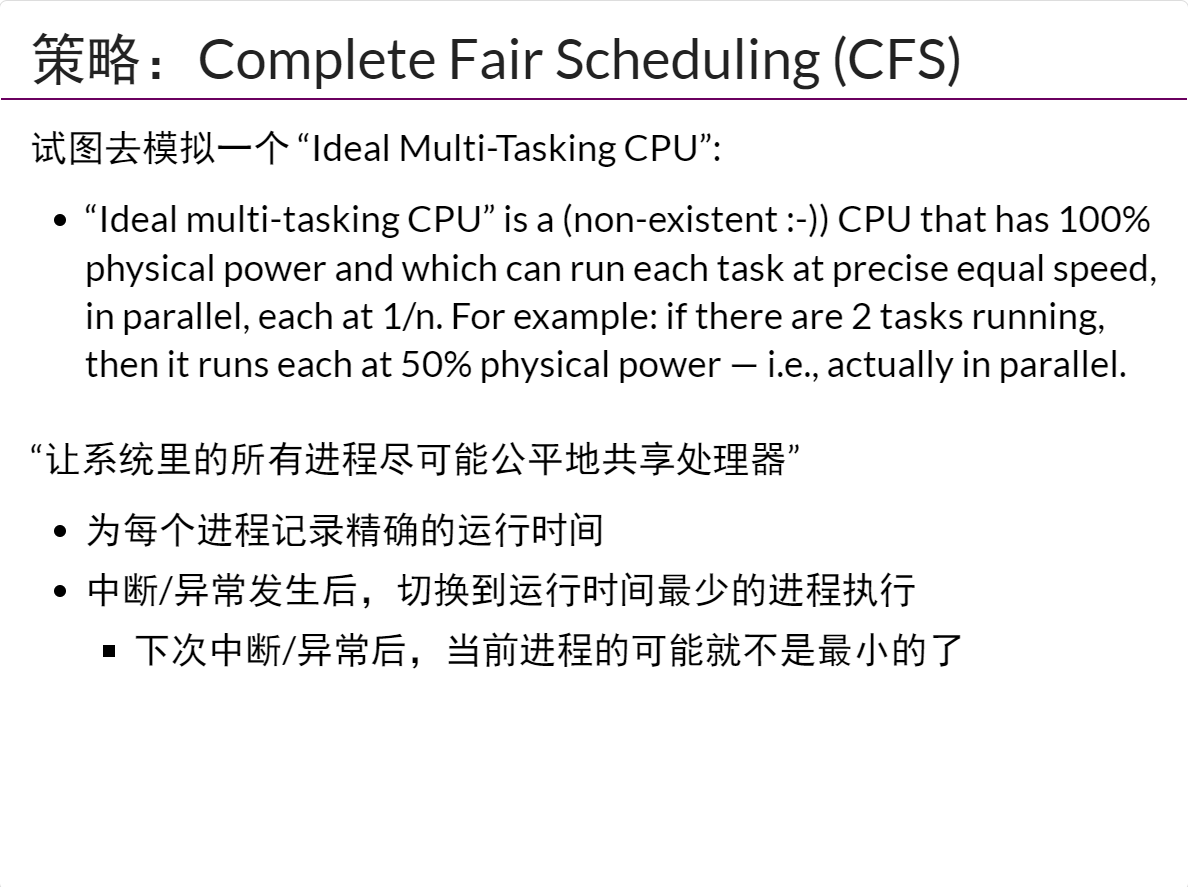 策略：Complete Fair Scheduling (CFS)
试图去模拟一个 “Ideal Multi-Tasking CPU”:
• “Ideal multi-tasking CPU” is a (non-existent :-)) CPU that has 100%
physical power and which can run each task at precise equal speed,
in parallel, each at 1/n. For example: if there are 2 tasks running,
then it runs each at 50% physical power — i.e., actually in parallel.
“让系统里的所有进程尽可能公平地共享处理器”
• 为每个进程记录精确的运行时间
• 中断/异常发生后，切换到运行时间最少的进程执行
▪ 下次中断/异常后，当前进程的可能就不是最小的了